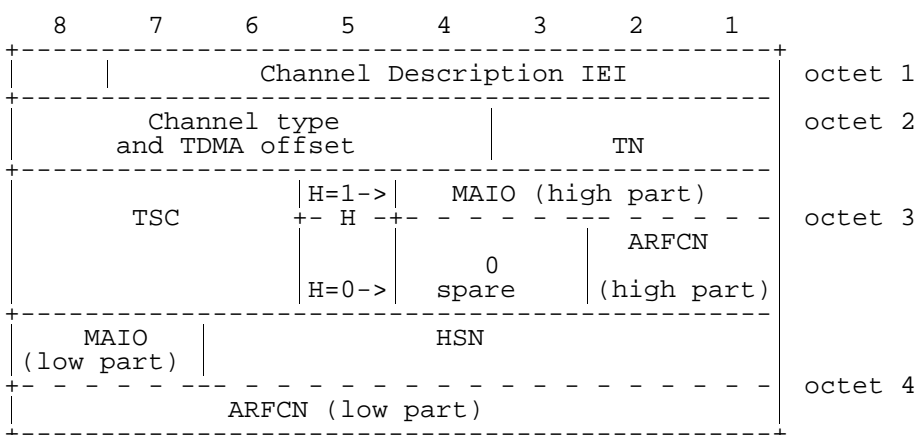 8 7 6 5 4 3 2 1
Channel Description IEI octet 1
Channel type octet 2
and TDMA offset TN
H=1-> MAIO (high part)
TSC +- H -+- - - - - --- - - - - - octet 3
ARFCN
0
H=0-> spare (high part)
MAIO HSN
(low part)
+- - - - - --- - - - - - - - - - - - - - octet 4
ARFCN (low part)